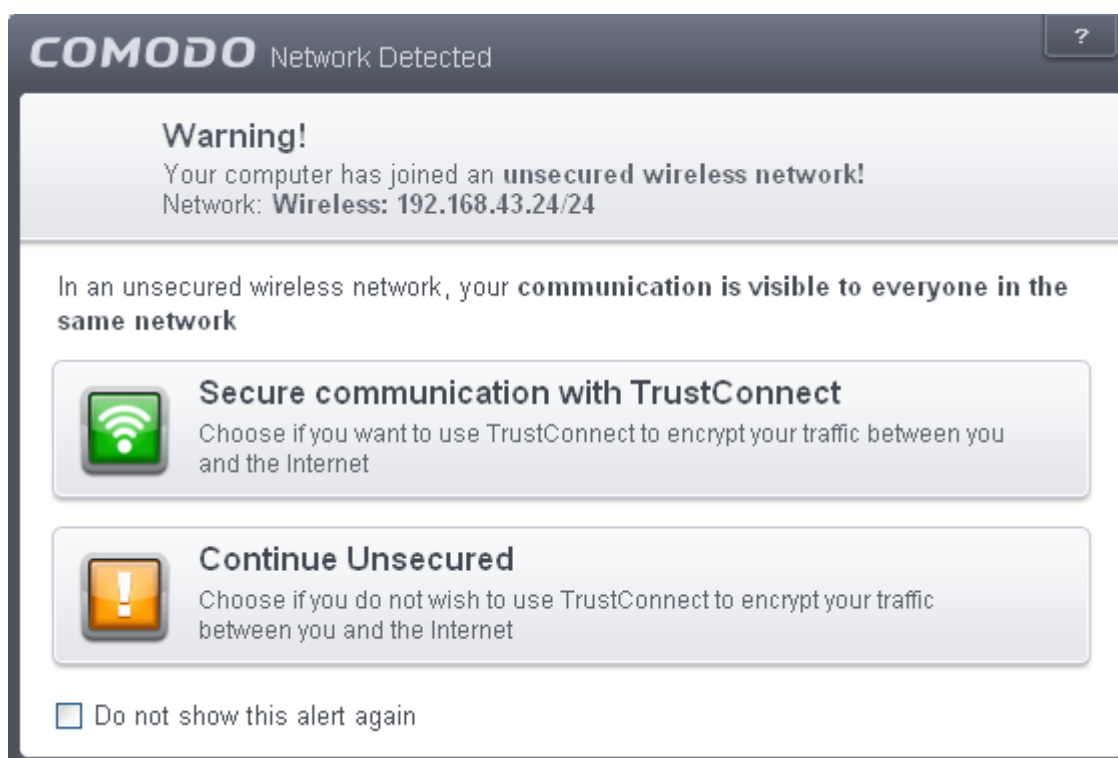 COMODO Network Detected
?
Warning!
Your computer has joined an unsecured wireless network!
Network: Wireless: 192.168.43.24/24
In an unsecured wireless network, your communication is visible to everyone in the
same network
Secure communication with TrustConnect
Choose if you want to use TrustConnect to encrypt your traffic between you
and the Internet
!
Continue Unsecured
Choose if you do not wish to use TrustConnect to encrypt your traffic
between you and the Internet
Do not show this alert again